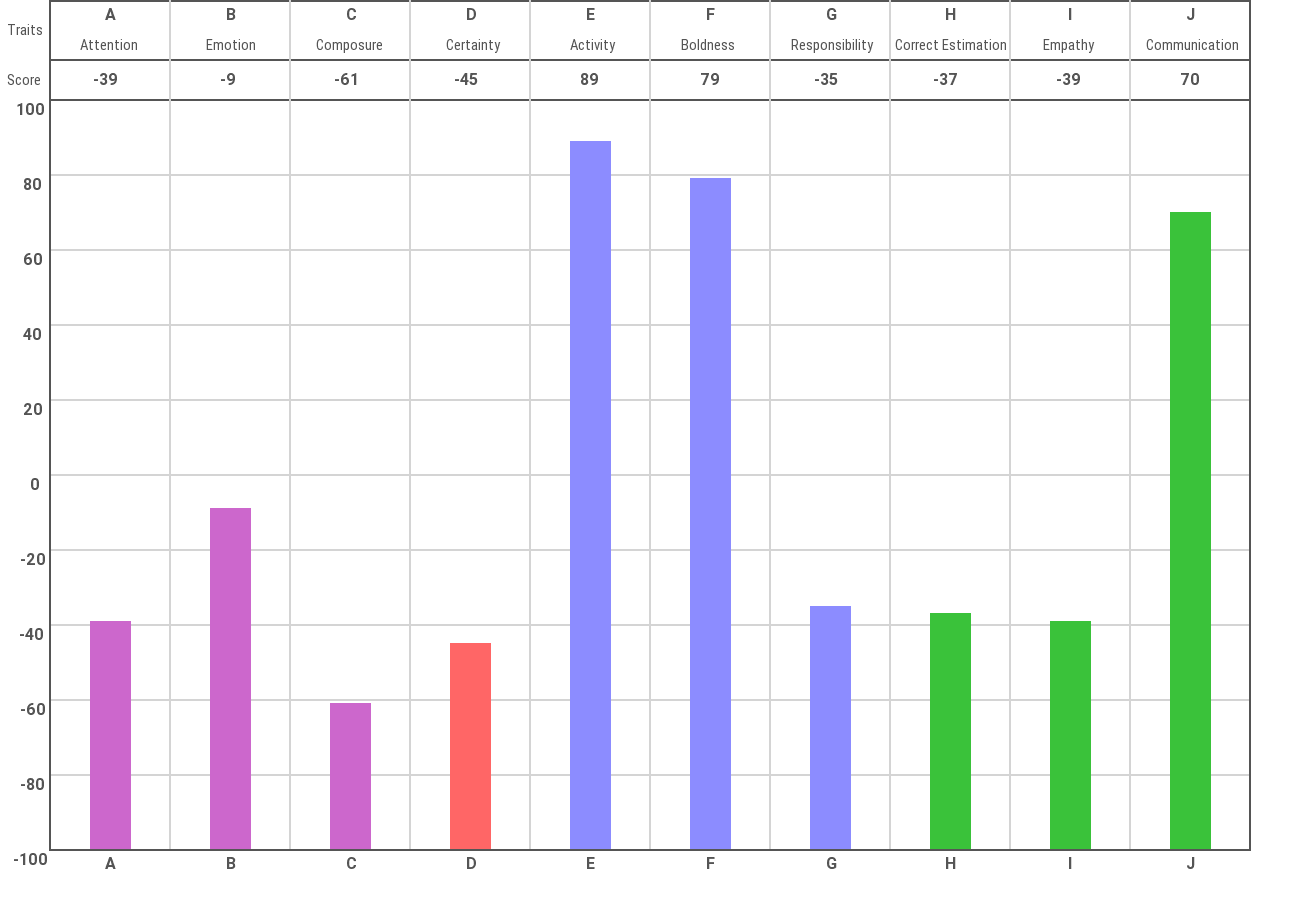 A B C D E F G H I J
Traits
Attention Emotion Composure Certainty Activity Boldness Responsibility Correct Estimation Empathy Communication
Score -39 -9 -61 -45 89 79 -35 -37 -39 70
100
80
60
40
20
0
-20
-40
-60
-80
-100
A B C D E F G H I J